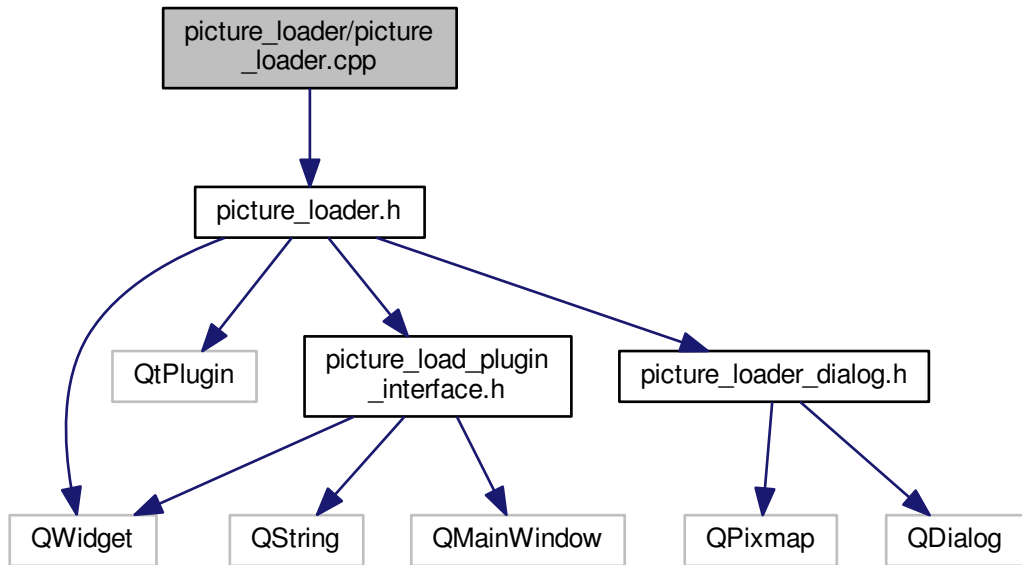 picture_loader/picture
_loader.cpp
picture_loader.h
QtPlugin
picture_load_plugin
_interface.h
picture_loader_dialog.h
QWidget
QString
QMainWindow
QPixmap
QDialog